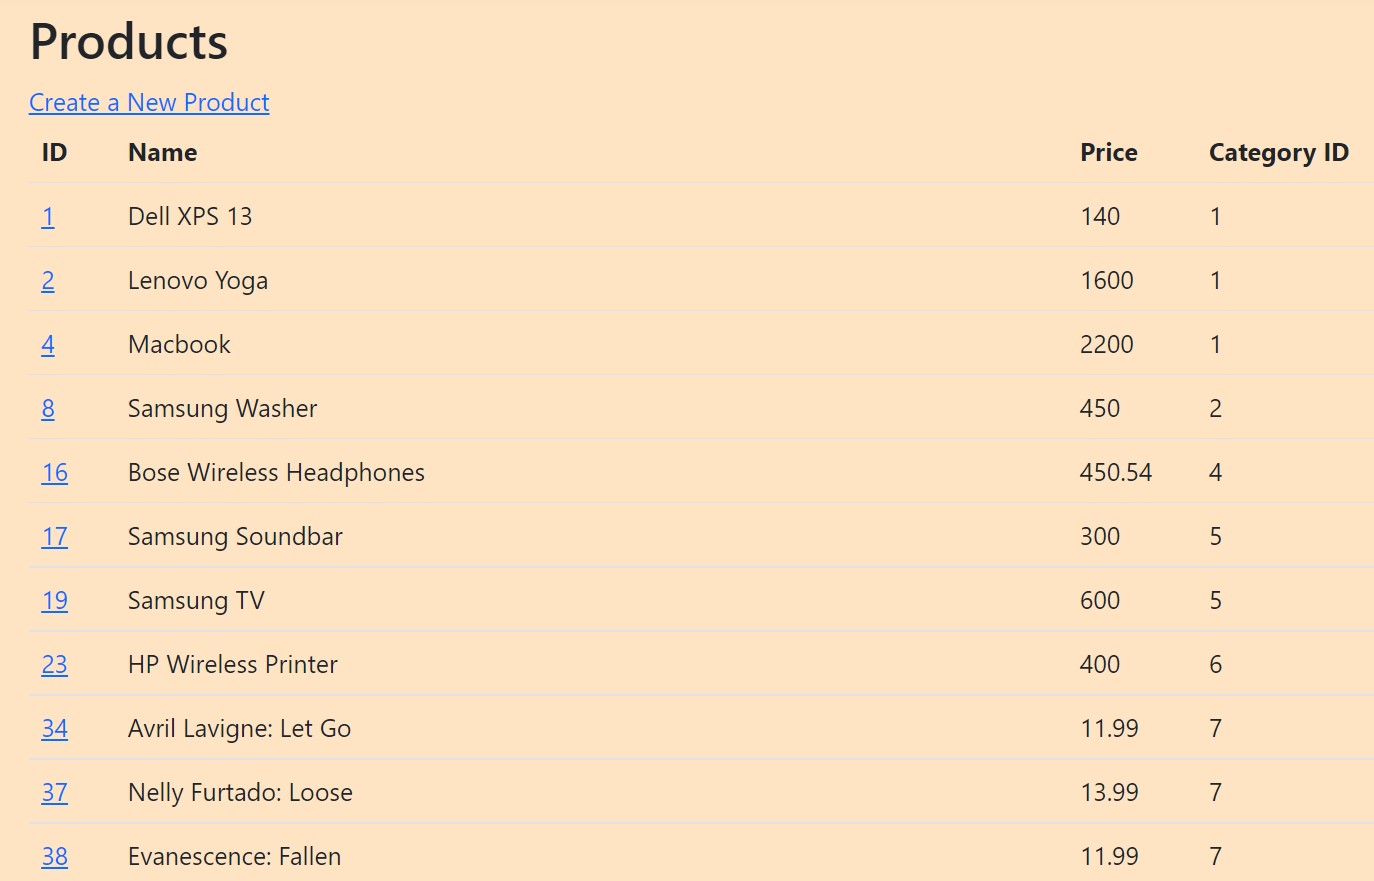 Products
Create a New Product
ID Name Price Category ID
1 Dell XPS 13 140 1
2 Lenovo Yoga 1600 1
4 Macbook 2200 1
8 Samsung Washer 450 2
16 Bose Wireless Headphones 450.54 4
17 Samsung Soundbar 300 5
19 Samsung TV 600 5
23 HP Wireless Printer 400 6
34 Avril Lavigne: Let Go 11.99 7
37 Nelly Furtado: Loose 13.99 7
38 Evanescence: Fallen 11.99 7